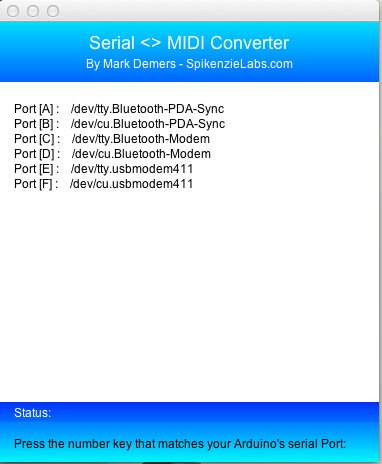 Serial <> MIDI Converter
By Mark Demers - SpikenzieLabs.com
Port [A] : /dev/tty.Bluetooth-PDA-Sync
Port [B] : /dev/cu.Bluetooth-PDA-Sync
Port [C] : /dev/tty.Bluetooth-Modem
Port [D] : /dev/cu.Bluetooth-Modem
Port [E] : /dev/tty.usbmodem411
Port [F] : /dev/cu.usbmodem411
Status:
Press the number key that matches your Arduino's serial Port: